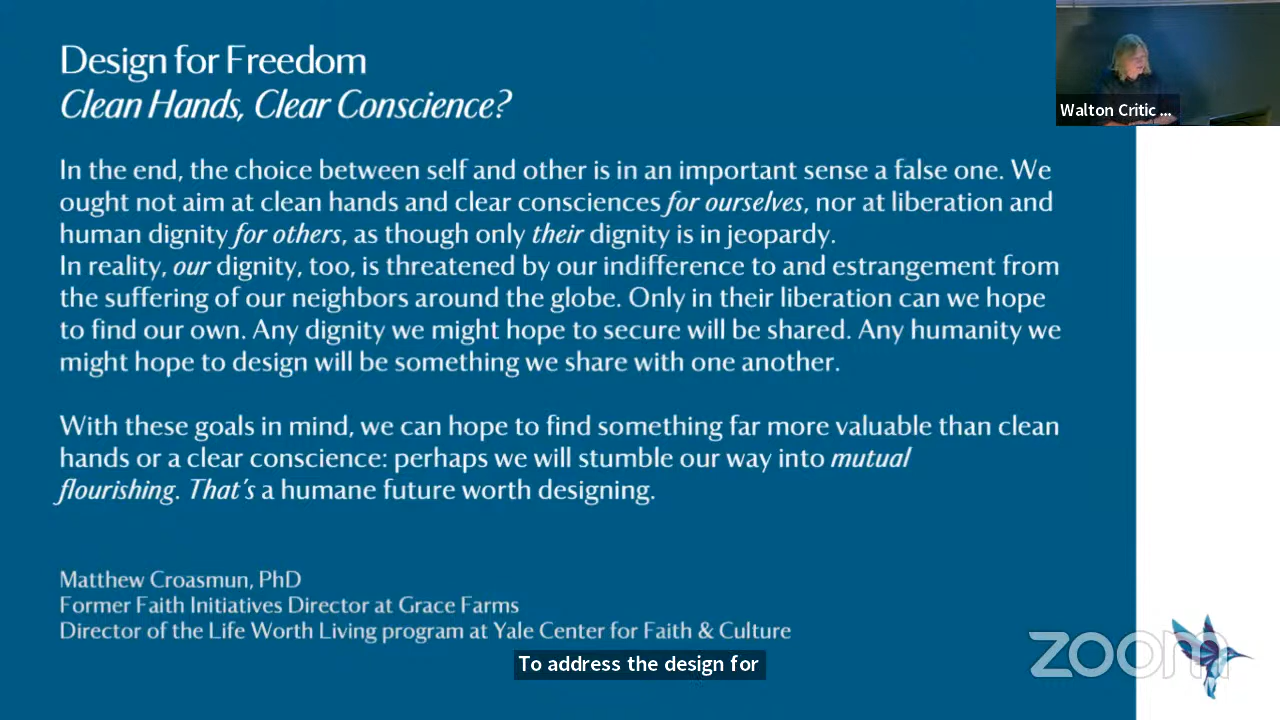 Design for Freedom
Clean Hands, Clear Conscience?
Walton Critic ...
In the end, the choice between self and other is in an important sense a false one. We
ought not aim at clean hands and clear consciences for ourselves, nor at liberation and
human dignity for others, as though only their dignity is in jeopardy.
In reality, our dignity, too, is threatened by our indifference to and estrangement from
the suffering of our neighbors around the globe. Only in their liberation can we hope
to find our own. Any dignity we might hope to secure will be shared. Any humanity we
might hope to design will be something we share with one another.
With these goals in mind, we can hope to find something far more valuable than clean
hands or a clear conscience: perhaps we will stumble our way into mutual
flourishing. That's a humane future worth designing.
Matthew Croasmun, PhD
Former Faith Initiatives Director at Grace Farms
Director of the Life Worth Living program at Yale Center for Faith & Culture
To address the design for
zoom